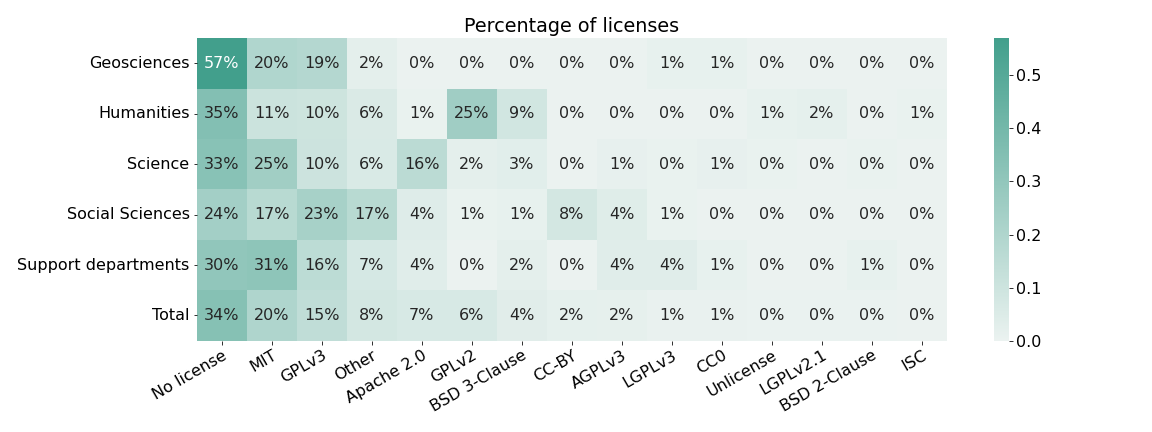 Percentage of licenses
Geosciences 57% 20% 19% 2% 0% 0% 0% 0% 0% 1% 1% 0% 0% 0% 0%
Humanities 35% 11% 10% 6% 1% 25% 9% 0% 0% 0% 0% 1% 2% 0% 1%
Science 33% 25% 10% 6% 16% 2% 3% 0% 1% 0% 1% 0% 0% 0% 0%
Social Sciences 24% 17% 23% 17% 4% 1% 1% 8% 4% 1% 0% 0% 0% 0% 0%
Support departments 30% 31% 16% 7% 4% 0% 2% 0% 4% 4% 1% 0% 0% 1% 0%
Total 34% 20% 15% 8% 7% 6% 4% 2% 2% 1% 1% 0% 0% 0% 0%
No license
MIT
GPLv3
Other
Apache 2.0
GPLv2
BSD 3-Clause
CC-BY
AGPLv3
LGPLv3
CC0
Unlicense
LGPLv2.1
BSD 2-Clause
ISC
0.5
0.4
0.3
0.2
0.1
0.0